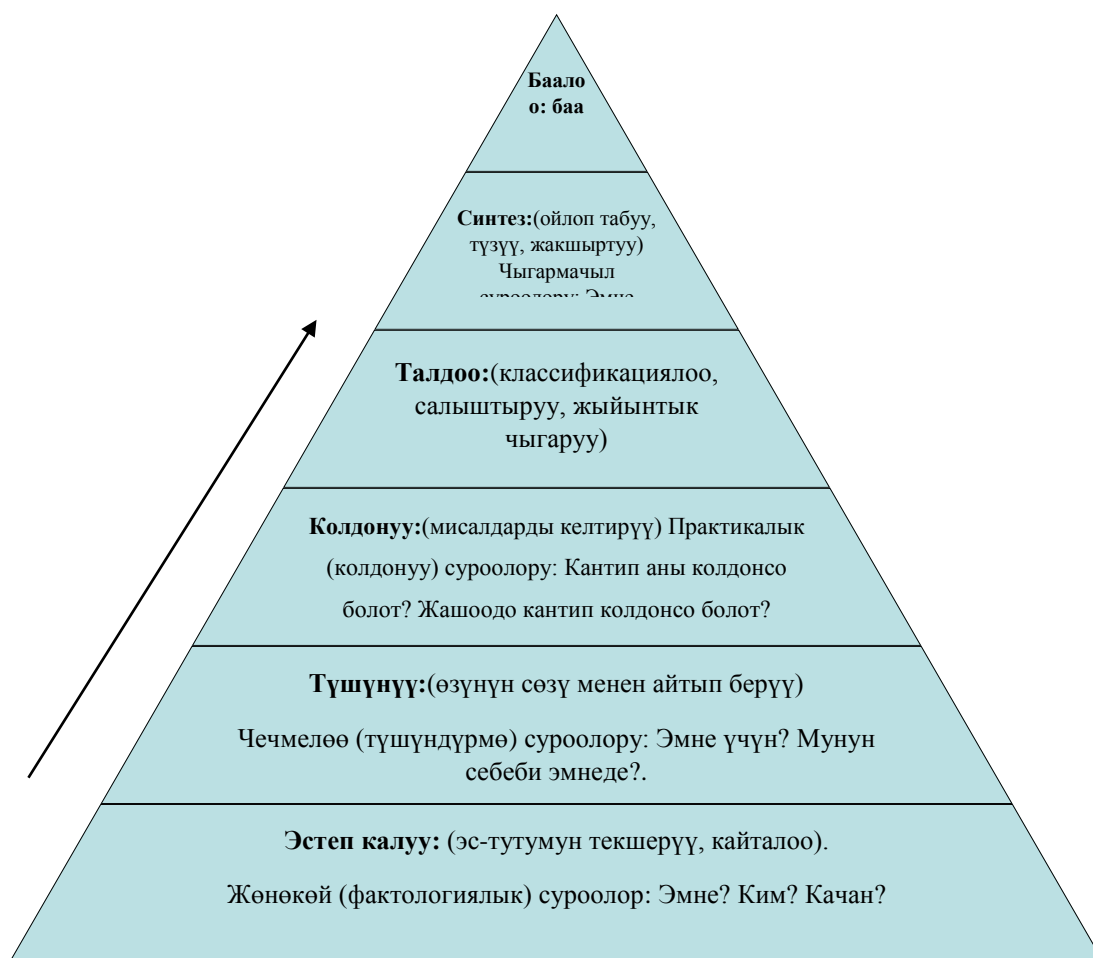 Баало
о: баа
Синтез:(ойлоп табуу,
түзүү, жакшыртуу)
Чыгармачыл
суроолору: Эмне
Талдоо:(классификациялоо,
салыштыруу, жыйынтык
чыгаруу)
Колдонуу:(мисалдарды келтирүү) Практикалык
(колдонуу) суроолору: Кантип аны колдонсо
болот? Жашоодо кантип колдонсо болот?
Түшүнүү:(өзүнүн сөзү менен айтып берүү)
Чечмелөө (түшүндүрмө) суроолору: Эмне үчүн? Мунун
себеби эмнеде?.
Эстеп калуу: (эс-тутумун текшерүү, кайталоо).
Жөнөкөй (фактологиялык) суроолор: Эмне? Ким? Качан?